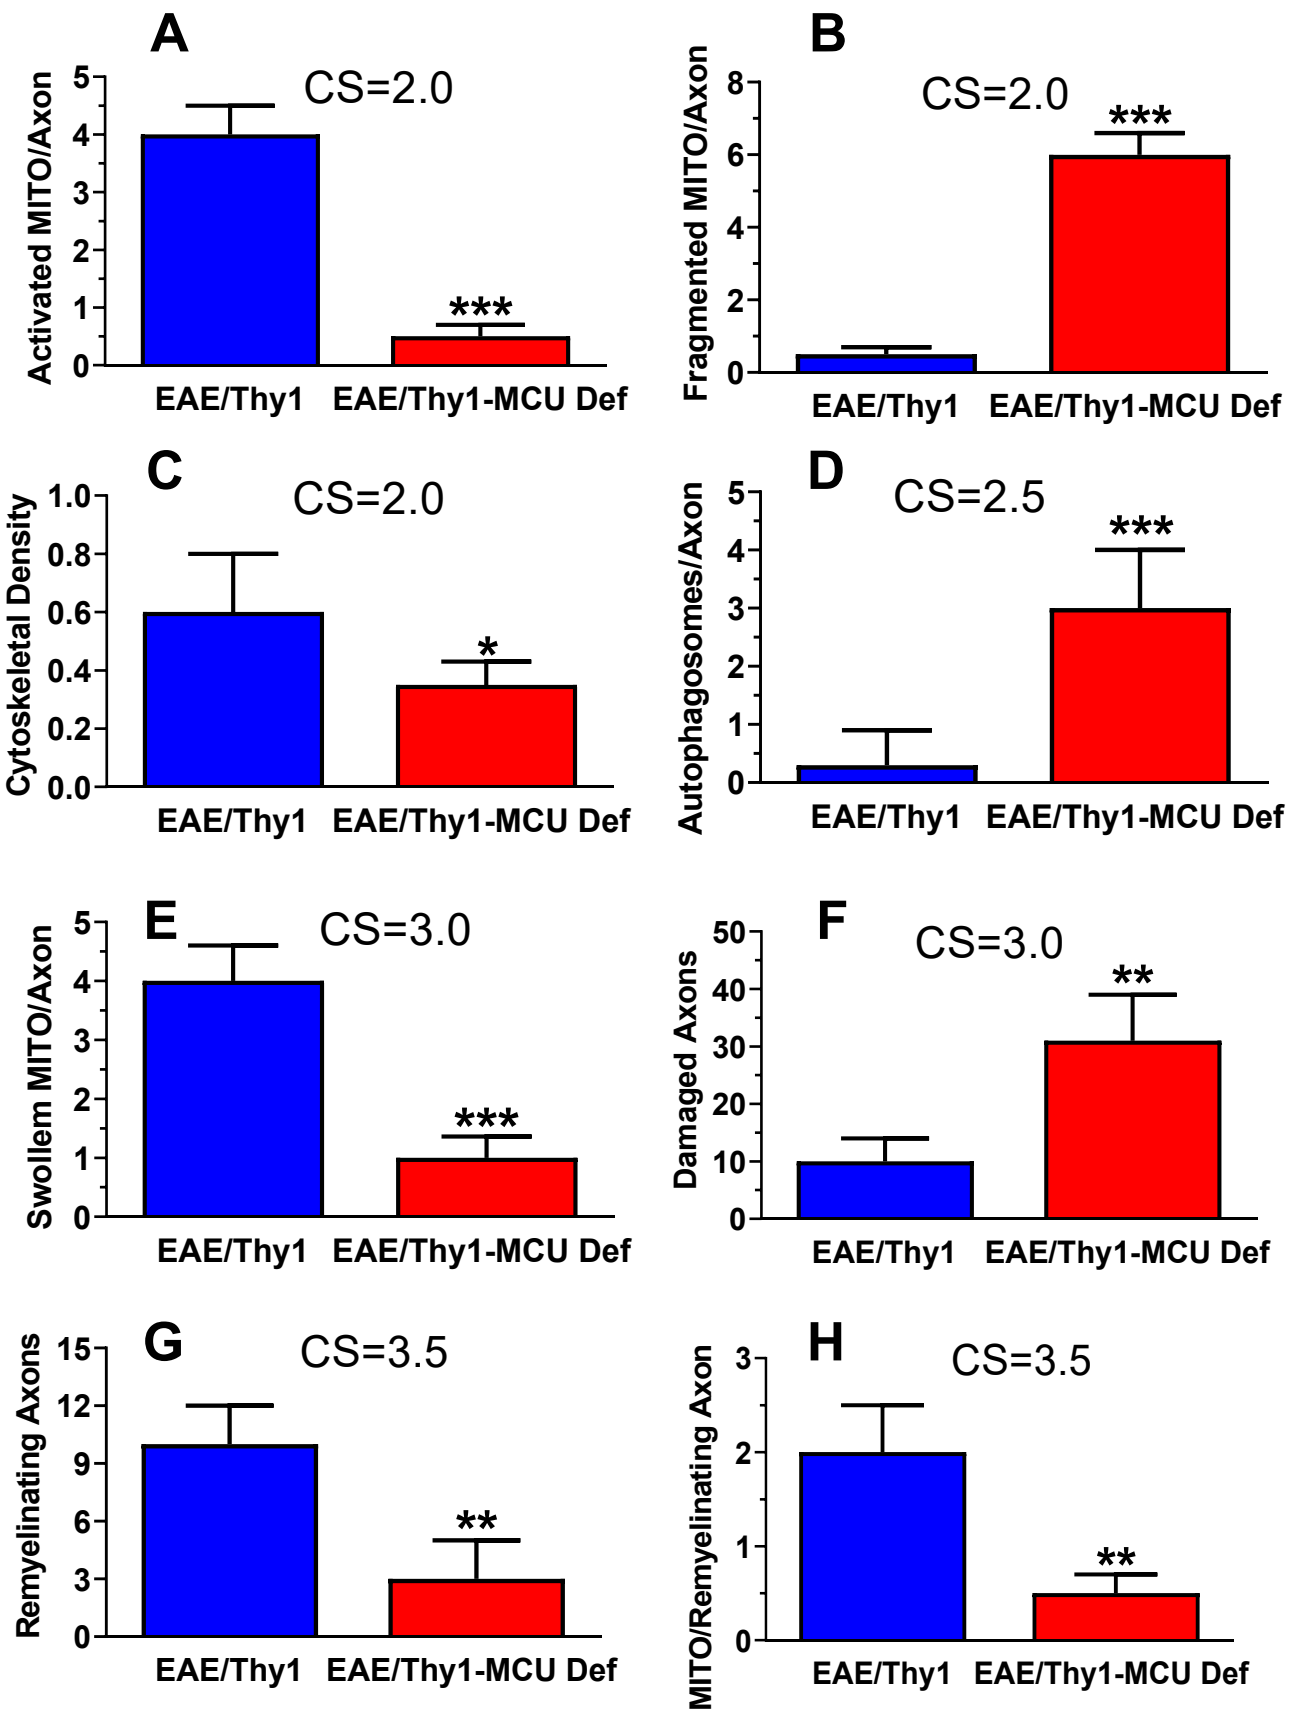 A
CS=2.0
Activated MITO/Axon
5
4
3
2
1
0
***
EAE/Thy1 EAE/Thy1-MCU Def
B
CS=2.0
Fragmented MITO/Axon
8
6
4
2
0
***
EAE/Thy1 EAE/Thy1-MCU Def
C
CS=2.0
Cytoskeletal Density
1.0
0.8
0.6
0.4
0.2
0.0
*
EAE/Thy1 EAE/Thy1-MCU Def
D
CS=2.5
Autophagosomes/Axon
5
4
3
2
1
0
***
EAE/Thy1 EAE/Thy1-MCU Def
E
CS=3.0
Swollem MITO/Axon
5
4
3
2
1
0
***
EAE/Thy1 EAE/Thy1-MCU Def
F
CS=3.0
Damaged Axons
50
40
30
20
10
0
**
EAE/Thy1 EAE/Thy1-MCU Def
G
CS=3.5
Remyelinating Axons
15
12
9
6
3
0
**
EAE/Thy1 EAE/Thy1-MCU Def
H
CS=3.5
MITO/Remyelinating Axon
3
2
1
0
**
EAE/Thy1 EAE/Thy1-MCU Def